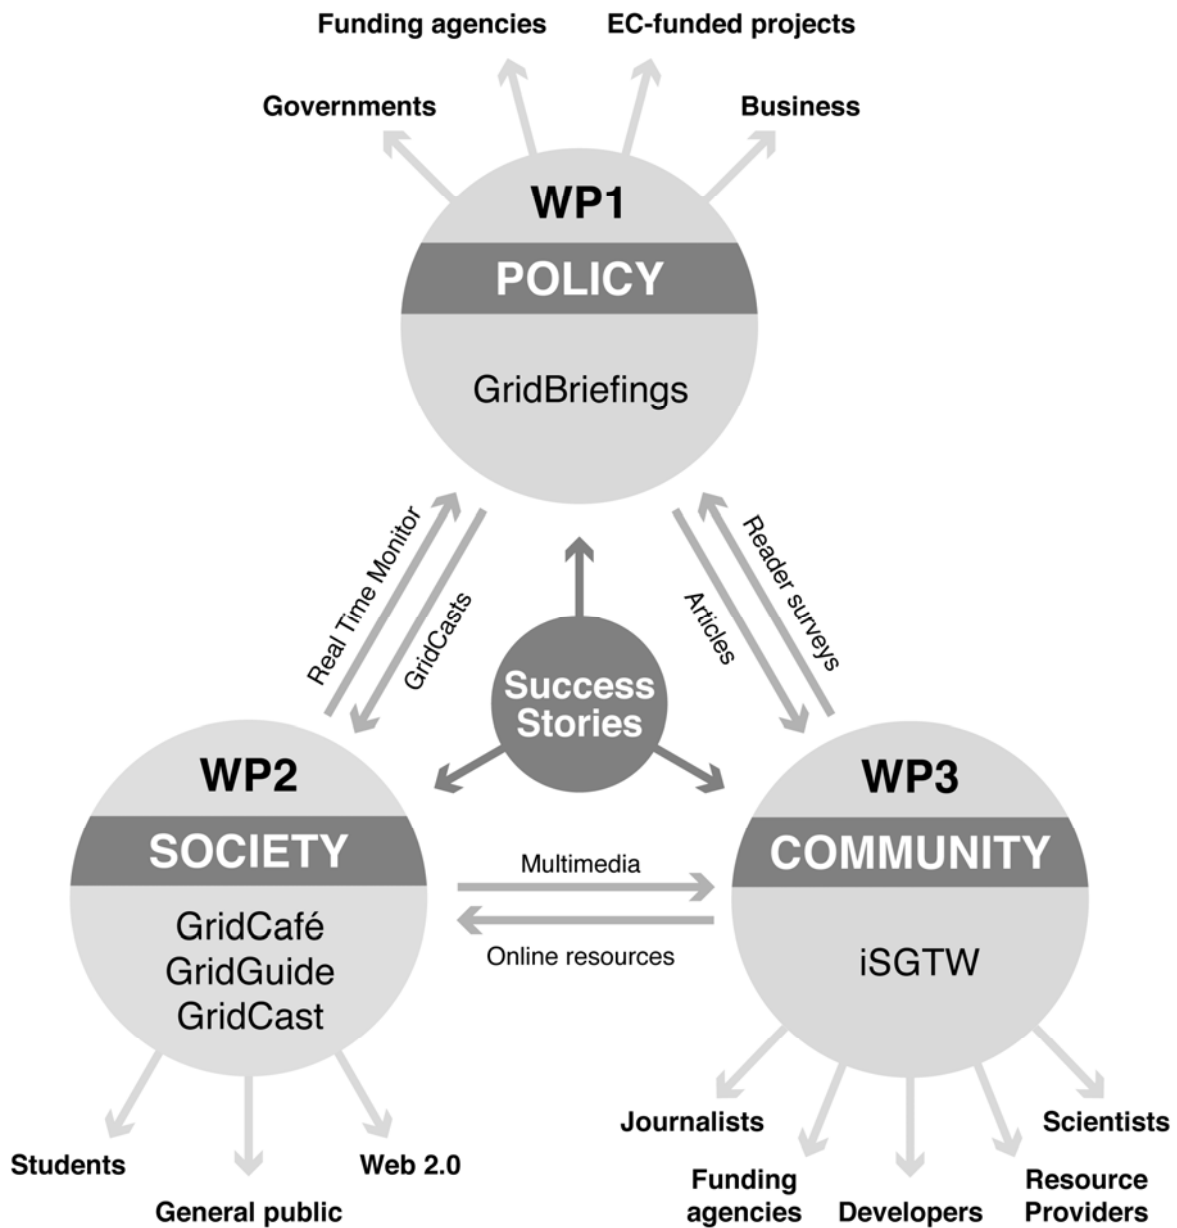 Funding agencies
EC-funded projects
Governments
Business
WP1
POLICY
GridBriefings
Real Time Monitor
GridCasts
Articles
Reader surveys
Success
Stories
WP2
SOCIETY
GridCafé
GridGuide
GridCast
Multimedia
Online resources
WP3
COMMUNITY
iSGTW
Students
General public
Web 2.0
Journalists
Funding
agencies
Developers
Resource
Providers
Scientists